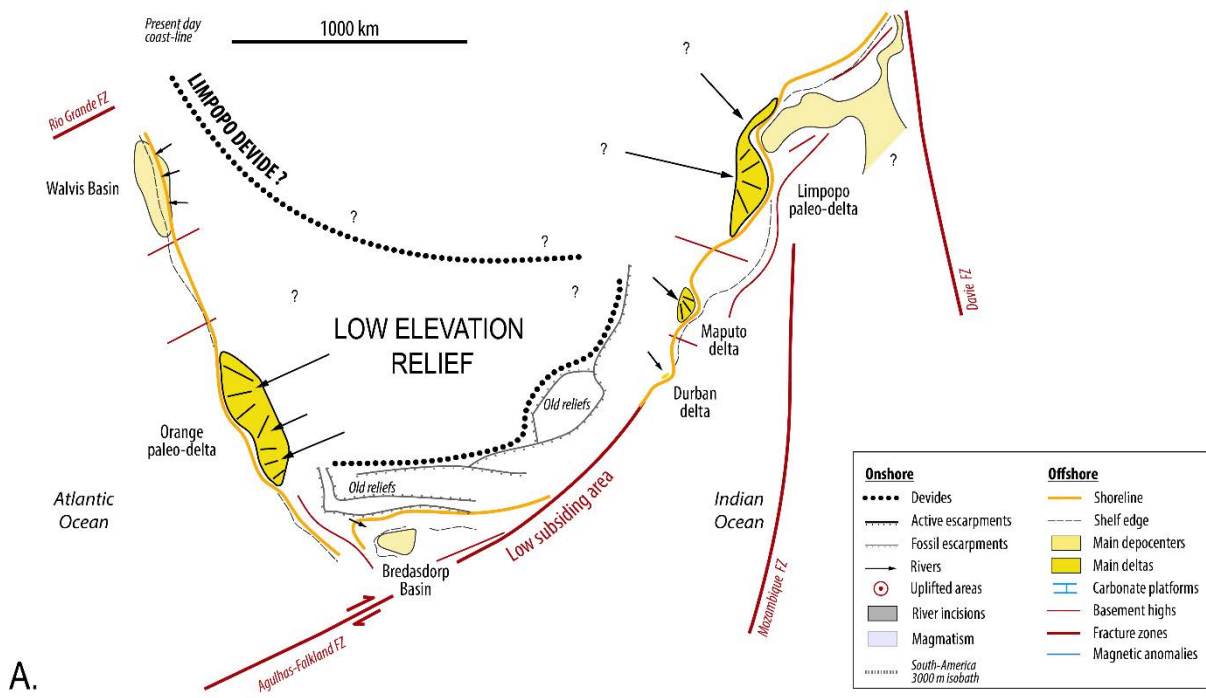 Present day
coast-line
1000 km
?
?
Rio Grande FZ
LIMPOPO DEVIDE ?
Walvis Basin
?
?
?
Limpopo
paleo-delta
?
?
?
Davie FZ
LOW ELEVATION
RELIEF
Maputo
delta
Durban
delta
Old reliefs
Orange
paleo-delta
Old reliefs
Atlantic
Ocean
Low subsiding area
Indian
Ocean
Bredasdorp
Basin
Mozambique FZ
Agulhas-Falkland FZ
A.
Onshore
Devides
Active escarpments
Fossil escarpments
Rivers
Uplifted areas
River incisions
Magmatism
South-America
3000 m isobath
Offshore
Shoreline
Shelf edge
Main depocenters
Main deltas
Carbonate platforms
Basement highs
Fracture zones
Magnetic anomalies